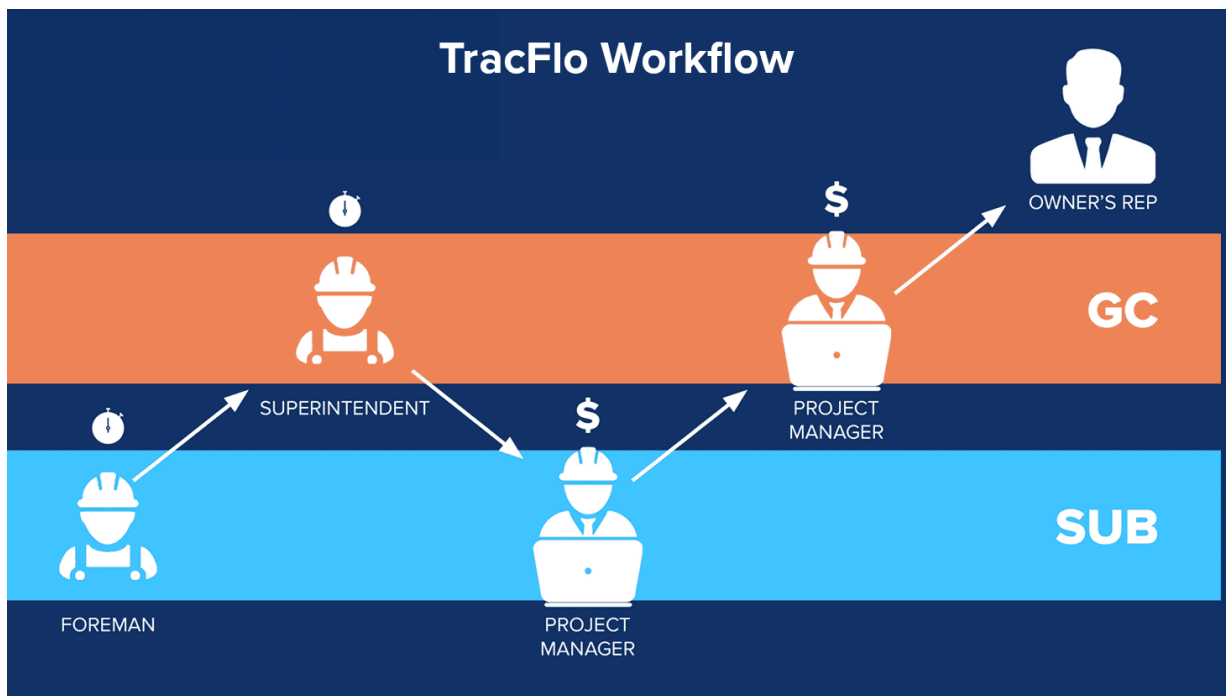 TracFlo Workflow
OWNER'S REP
$
GC
SUPERINTENDENT
PROJECT
MANAGER
$
SUB
FOREMAN
PROJECT
MANAGER